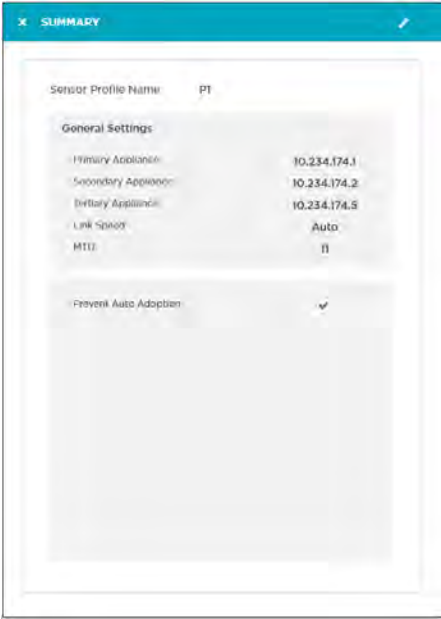 SUMMARY
Sensor Profile Name P1
General Settings
Primary Appliance 10.234.174.1
Secondary Appliance 10.234.174.2
Tertiary Appliance 10.234.174.5
Link Speed Auto
MTU 11
Prevent Auto Adoption ✔